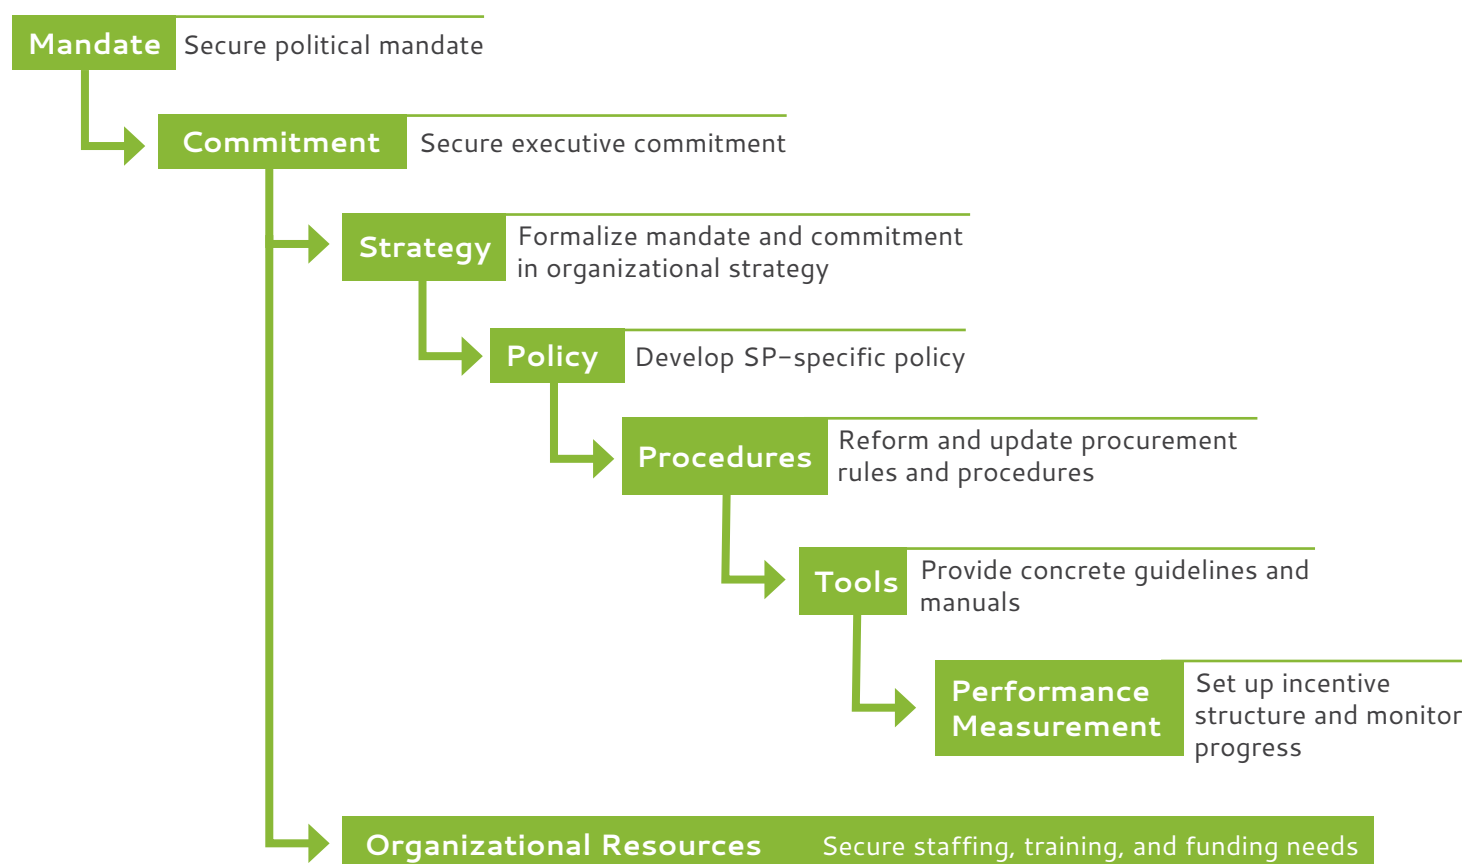 Mandate Secure political mandate
Commitment Secure executive commitment
Strategy
Formalize mandate and commitment
in organizational strategy
Policy Develop SP-specific policy
Procedures
Reform and update procurement
rules and procedures
Tools
Provide concrete guidelines and
manuals
Performance
Measurement
Set up incentive
structure and monitor
progress
Organizational Resources Secure staffing, training, and funding needs